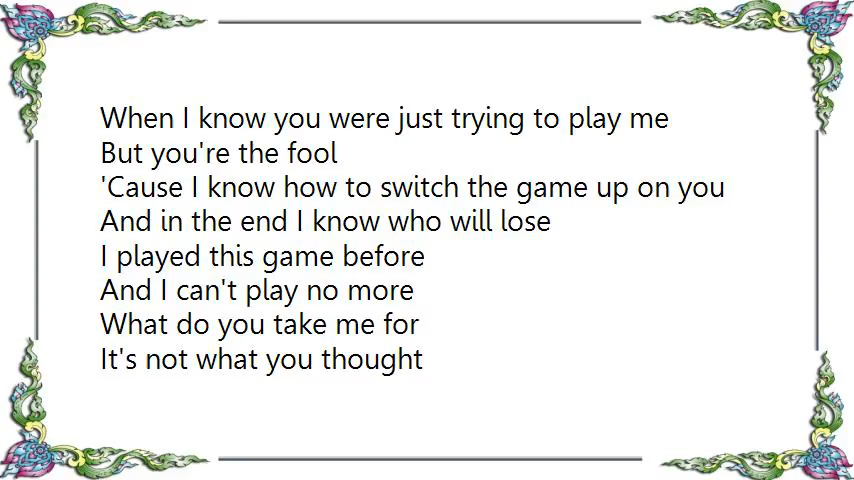 When I know you were just trying to play me
But you're the fool
'Cause I know how to switch the game up on you
And in the end I know who will lose
I played this game before
And I can't play no more
What do you take me for
It's not what you thought